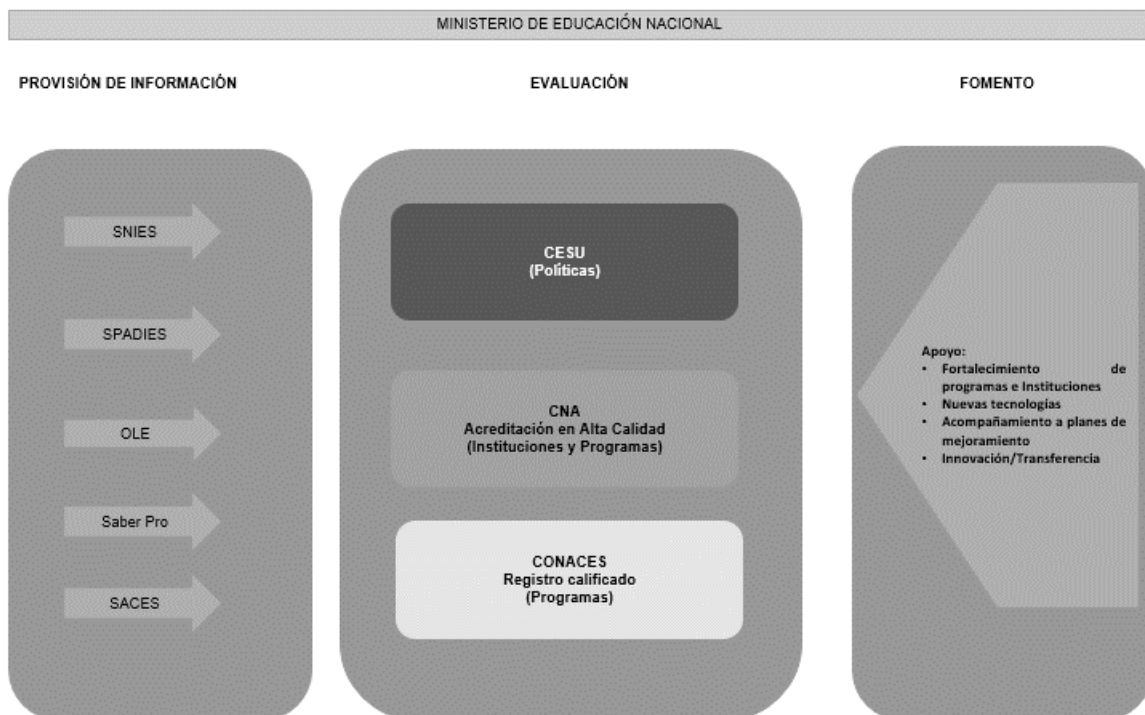 MINISTERIO DE EDUCACIÓN NACIONAL
PROVISIÓN DE INFORMACIÓN
EVALUACIÓN
FOMENTO
SNIES
SPADIES
OLE
Saber Pro
SACES
CESU
(Políticas)
CNA
Acreditación en Alta Calidad
(Instituciones y Programas)
CONACES
Registro calificado
(Programas)
Apoyo:
• Fortalecimiento de
programas e Instituciones
• Nuevas tecnologías
• Acompañamiento a planes de
mejoramiento
• Innovación/Transferencia